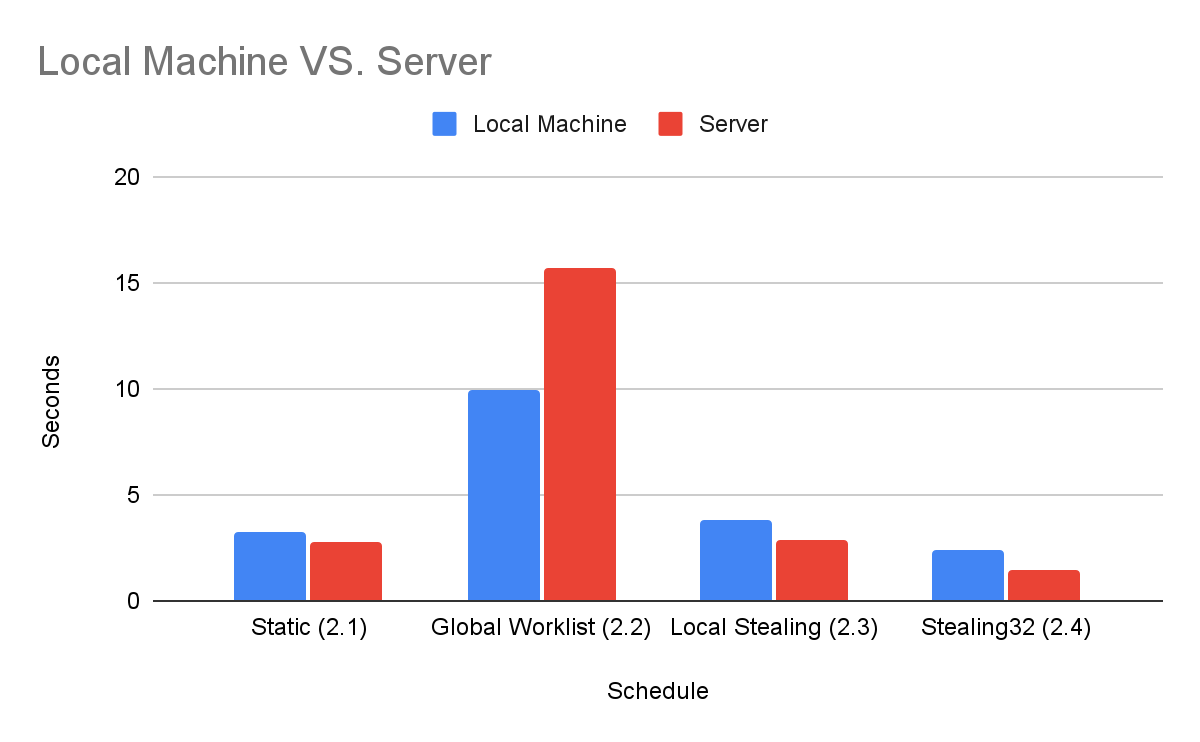 Local Machine VS. Server
Local Machine Server
20
15
10
5
0
Seconds
Static (2.1) Global Worklist (2.2) Local Stealing (2.3) Stealing32 (2.4)
Schedule